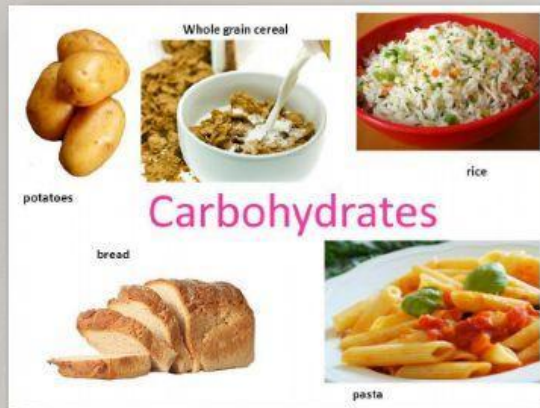 Whole grain cereal
rice
potatoes
Carbohydrates
bread
pasta